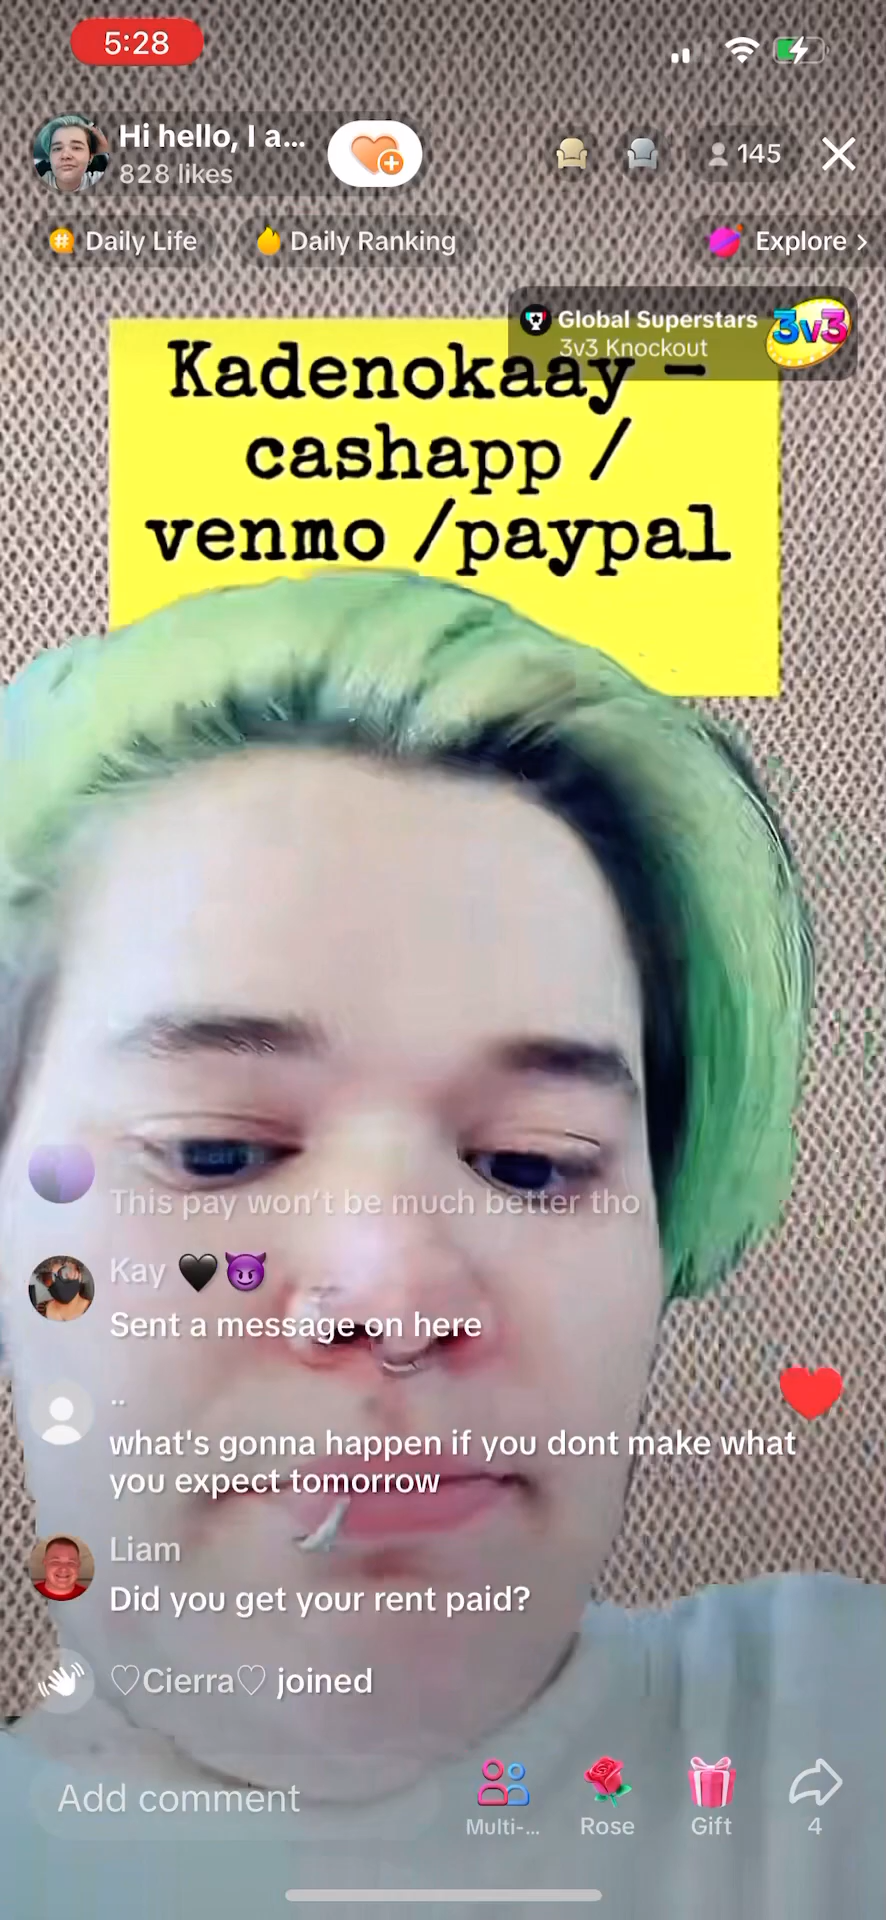 5:28
Hi hello, I a...
828 likes
145
Daily Life
Daily Ranking
Explore >
Global Superstars
3v3 Knockout
3v3
Kadenokaay -
cashapp /
venmo /paypal
This pay won't be much better tho
Kay 🖤😈
Sent a message on here
..
what's gonna happen if you dont make what
you expect tomorrow
Liam
Did you get your rent paid?
♡Cierra♡ joined
Add comment
Multi-...
Rose
Gift
4